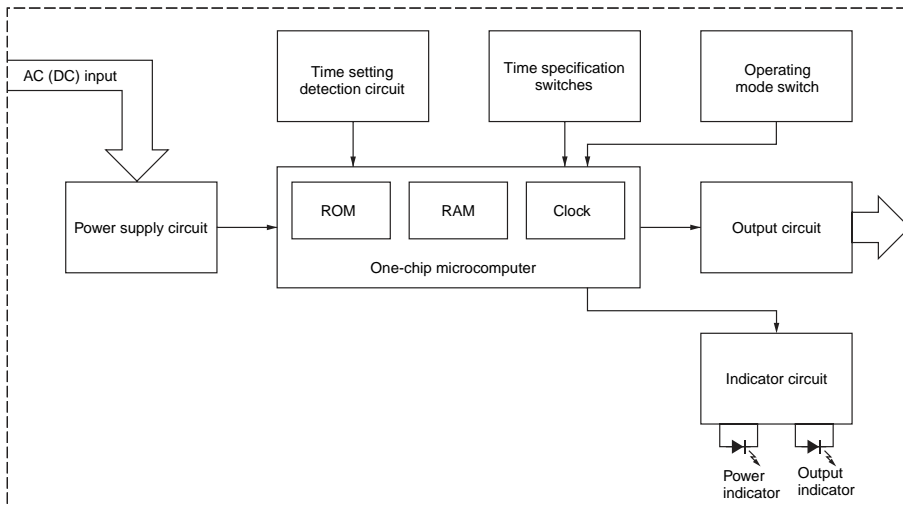 AC (DC) input
Time setting
detection circuit
Time specification
switches
Operating
mode switch
Power supply circuit
ROM
RAM
Clock
One-chip microcomputer
Output circuit
Indicator circuit
Power
indicator
Output
indicator